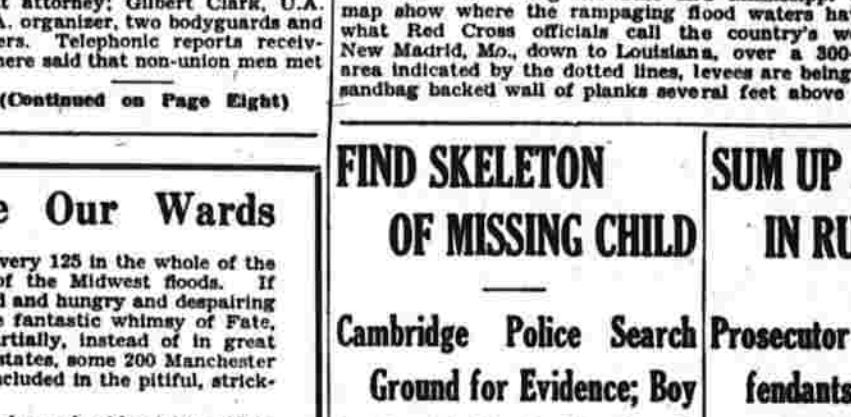 t attorney; Gilbert Clark, U.A.
A. organizer, two bodyguards and
ers. Telephonic reports receiv-
here said that non-union men met
(Continued on Page Eight)
e Our Wards
very 125 in the whole of the
of the Midwest floods. If
d and hungry and despairing
e fantastic whimsy of Fate,
rtially, instead of in great
states, some 200 Manchester
ncluded in the pitiful, strick-
map show where the rampaging flood waters ha
what Red Cross officials call the country's w
New Madrid, Mo., down to Louisiana, over a 300-
area indicated by the dotted lines, levees are being
sandbag backed wall of planks several feet above
FIND SKELETON
OF MISSING CHILD
Cambridge Police Search
Ground for Evidence; Boy
SUM UP
IN RU
Prosecutor
fendants